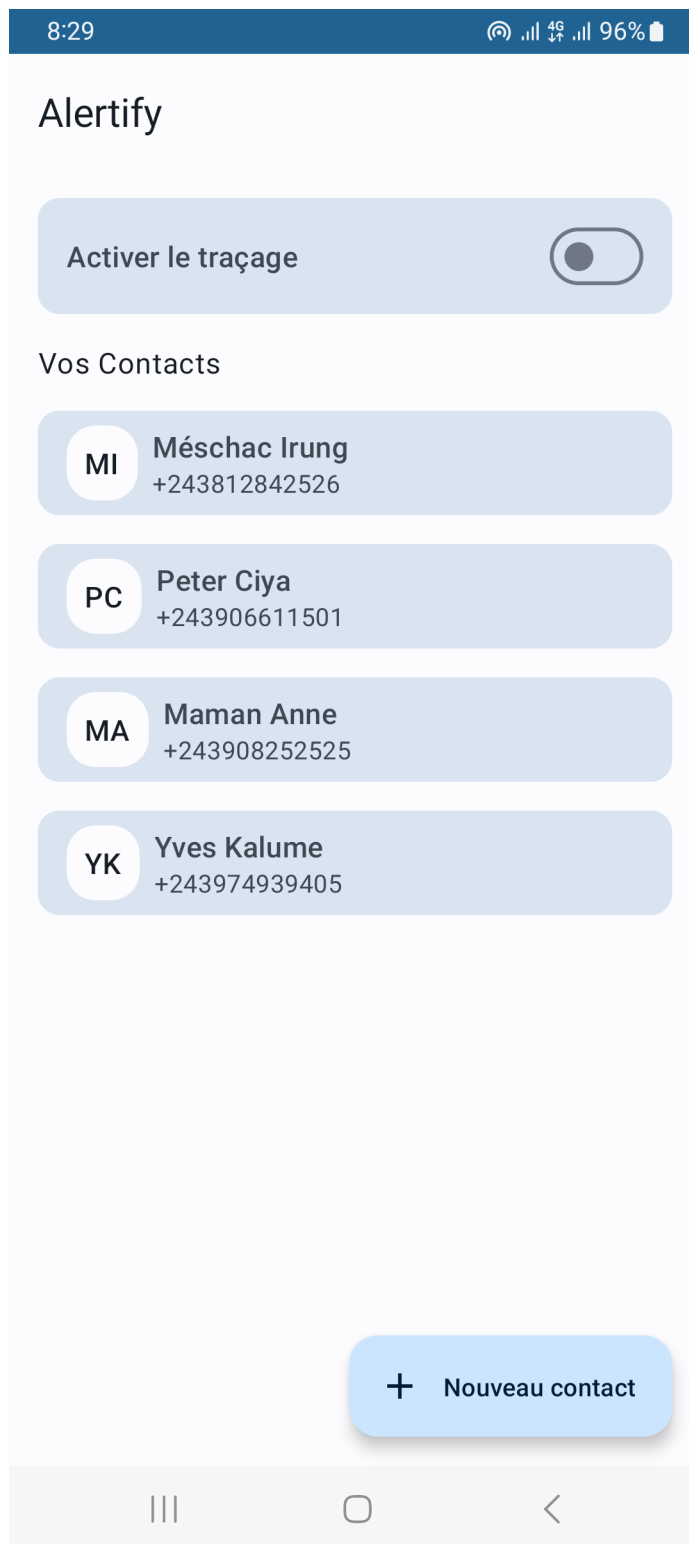 8:29
4G 96%
Alertify
Activer le traçage
Vos Contacts
MI
Méschac Irung
+243812842526
PC
Peter Ciya
+243906611501
MA
Maman Anne
+243908252525
YK
Yves Kalume
+243974939405
+ Nouveau contact